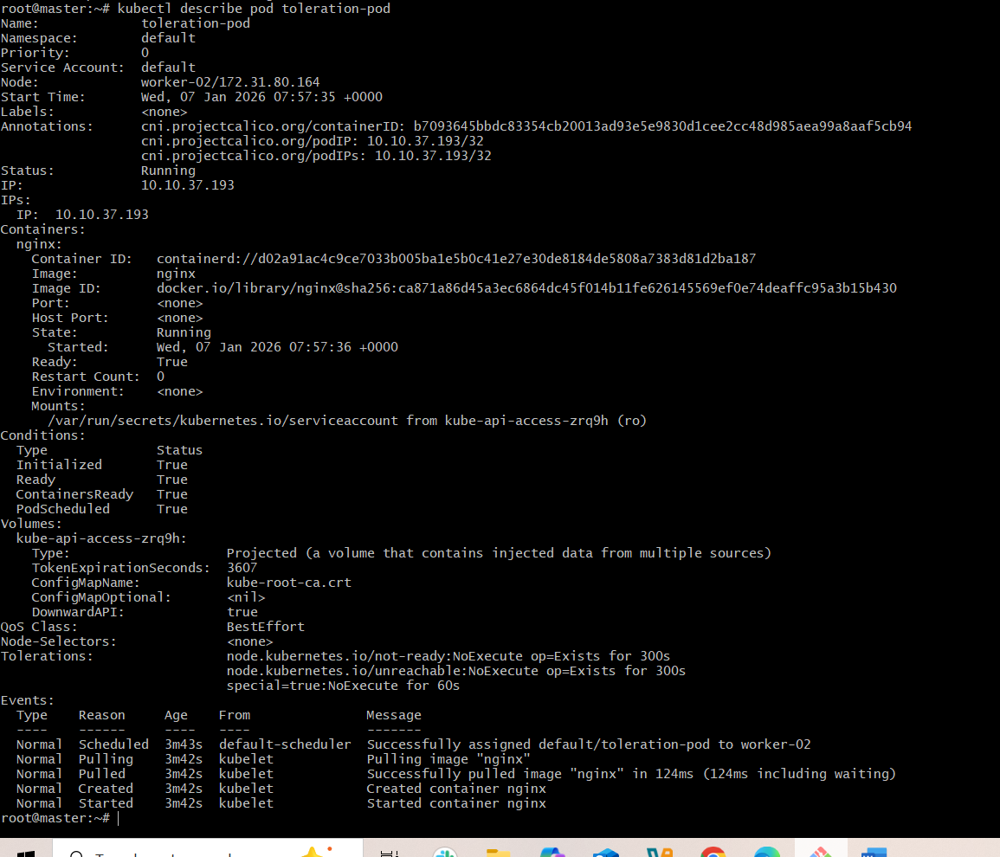 root@master:~# kubectl describe pod toleration-pod
Name:             toleration-pod
Namespace:        default
Priority:         0
Service Account:  default
Node:             worker-02/172.31.80.164
Start Time:       Wed, 07 Jan 2026 07:57:35 +0000
Labels:           <none>
Annotations:      cni.projectcalico.org/containerID: b7093645bbdc83354cb20013ad93e5e9830d1cee2cc48d985aea99a8aaf5cb94
                  cni.projectcalico.org/podIP: 10.10.37.193/32
                  cni.projectcalico.org/podIPs: 10.10.37.193/32
Status:           Running
IP:               10.10.37.193
IPs:
  IP:  10.10.37.193
Containers:
  nginx:
    Container ID:   containerd://d02a91ac4c9ce7033b005ba1e5b0c41e27e30de8184de5808a7383d81d2ba187
    Image:          nginx
    Image ID:       docker.io/library/nginx@sha256:ca871a86d45a3ec6864dc45f014b11fe626145569ef0e74deaffc95a3b15b430
    Port:           <none>
    Host Port:      <none>
    State:          Running
      Started:      Wed, 07 Jan 2026 07:57:36 +0000
    Ready:          True
    Restart Count:  0
    Environment:    <none>
    Mounts:
      /var/run/secrets/kubernetes.io/serviceaccount from kube-api-access-zrq9h (ro)
Conditions:
  Type              Status
  Initialized       True
  Ready             True
  ContainersReady   True
  PodScheduled      True
Volumes:
  kube-api-access-zrq9h:
    Type:                    Projected (a volume that contains injected data from multiple sources)
    TokenExpirationSeconds:  3607
    ConfigMapName:           kube-root-ca.crt
    ConfigMapOptional:       <nil>
    DownwardAPI:             true
QoS Class:                   BestEffort
Node-Selectors:              <none>
Tolerations:                 node.kubernetes.io/not-ready:NoExecute op=Exists for 300s
                             node.kubernetes.io/unreachable:NoExecute op=Exists for 300s
                             special=true:NoExecute for 60s
Events:
  Type    Reason     Age    From               Message
  ----    ------     ----   ----               -------
  Normal  Scheduled  3m43s  default-scheduler  Successfully assigned default/toleration-pod to worker-02
  Normal  Pulling    3m42s  kubelet            Pulling image "nginx"
  Normal  Pulled     3m42s  kubelet            Successfully pulled image "nginx" in 124ms (124ms including waiting)
  Normal  Created    3m42s  kubelet            Created container nginx
  Normal  Started    3m42s  kubelet            Started container nginx
root@master:~#